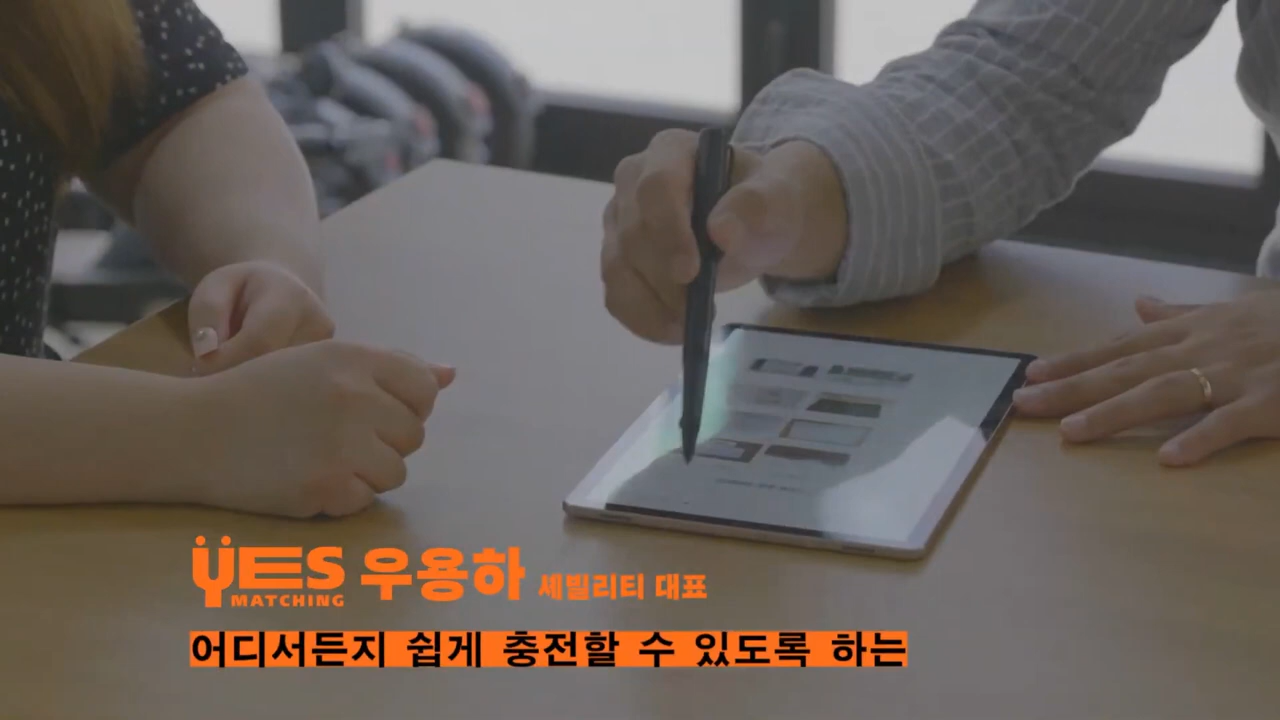 YES 우용하 세빌리티 대표
MATCHING
어디서든지 쉽게 충전할 수 있도록 하는